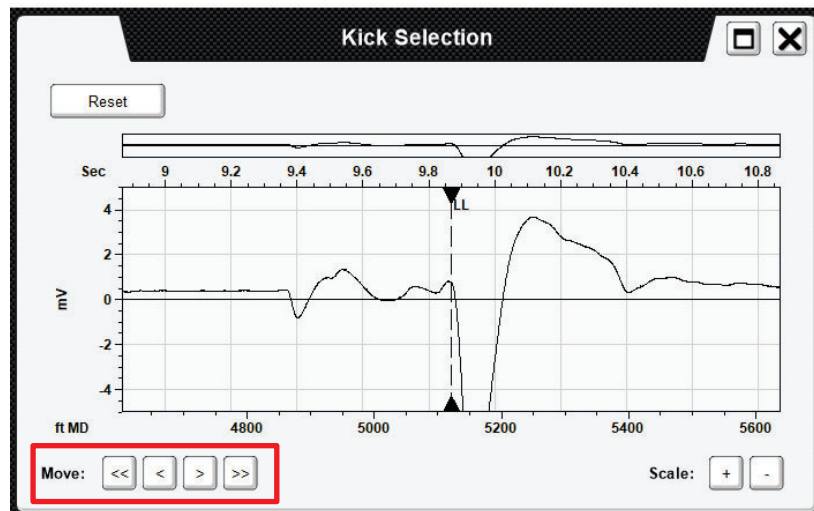 Kick Selection
Reset
Sec 9 9.2 9.4 9.6 9.8 10 10.2 10.4 10.6 10.8
LL
4
2
0
-2
-4
mV
ft MD 4800 5000 5200 5400 5600
Move: << < > >> Scale: + -